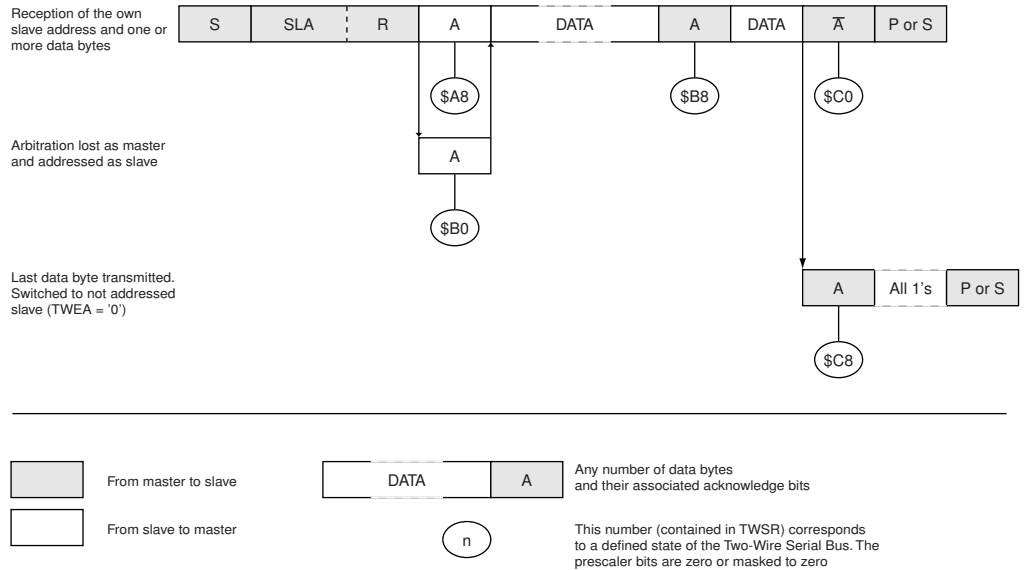 Reception of the own
slave address and one or
more data bytes
S SLA R A DATA A DATA A̅ P or S
$A8 $B8 $C0
Arbitration lost as master
and addressed as slave
A
$B0
Last data byte transmitted.
Switched to not addressed
slave (TWEA = '0')
A All 1's P or S
$C8
From master to slave
DATA A
Any number of data bytes
and their associated acknowledge bits
From slave to master
n
This number (contained in TWSR) corresponds
to a defined state of the Two-Wire Serial Bus. The
prescaler bits are zero or masked to zero